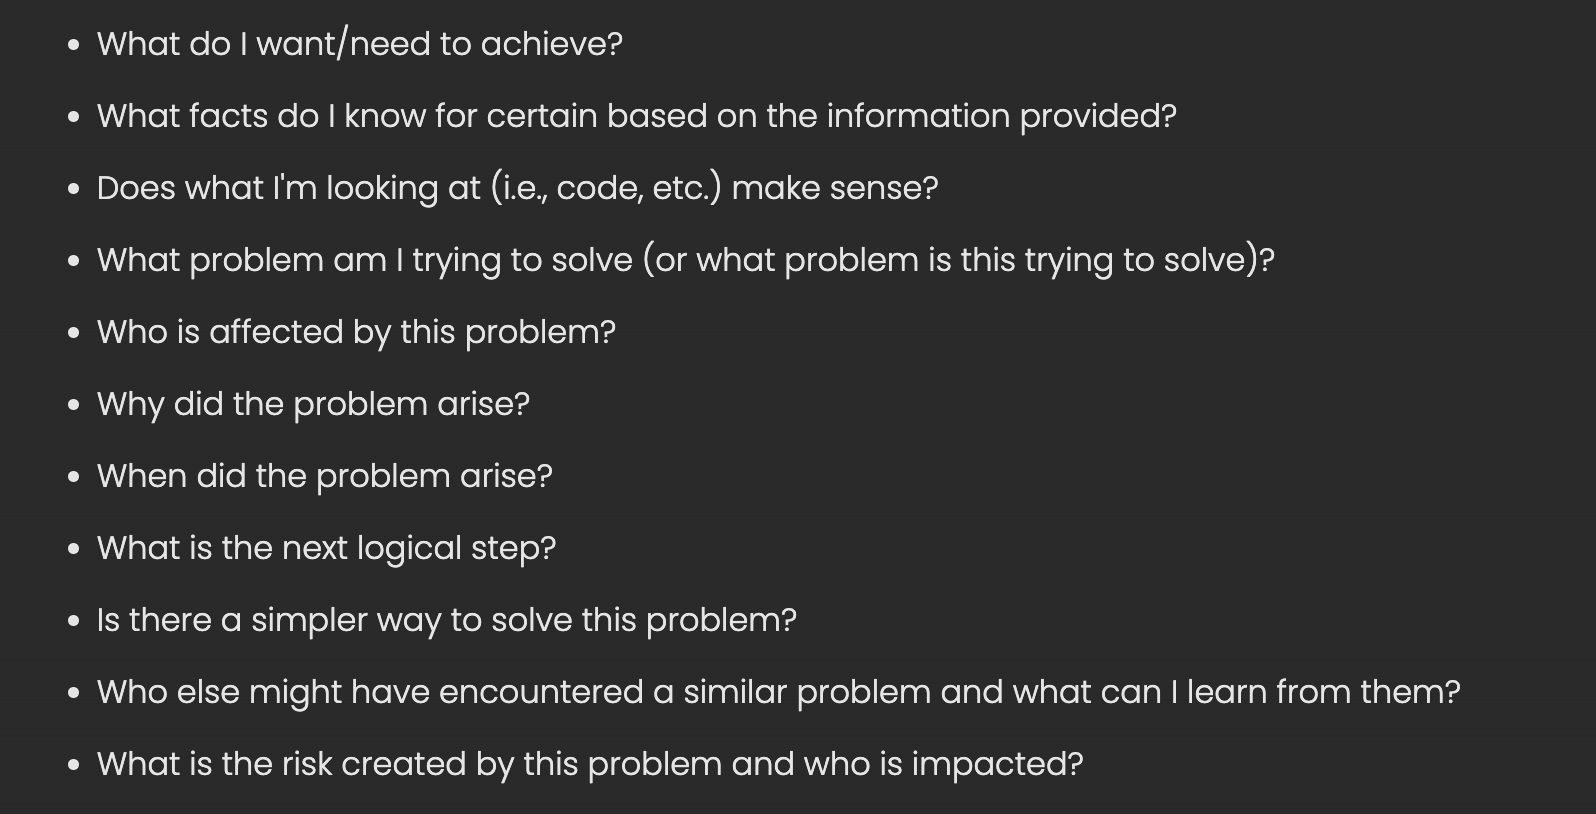 • What do I want/need to achieve?
• What facts do I know for certain based on the information provided?
• Does what I'm looking at (i.e., code, etc.) make sense?
• What problem am I trying to solve (or what problem is this trying to solve)?
• Who is affected by this problem?
• Why did the problem arise?
• When did the problem arise?
• What is the next logical step?
• Is there a simpler way to solve this problem?
• Who else might have encountered a similar problem and what can I learn from them?
• What is the risk created by this problem and who is impacted?